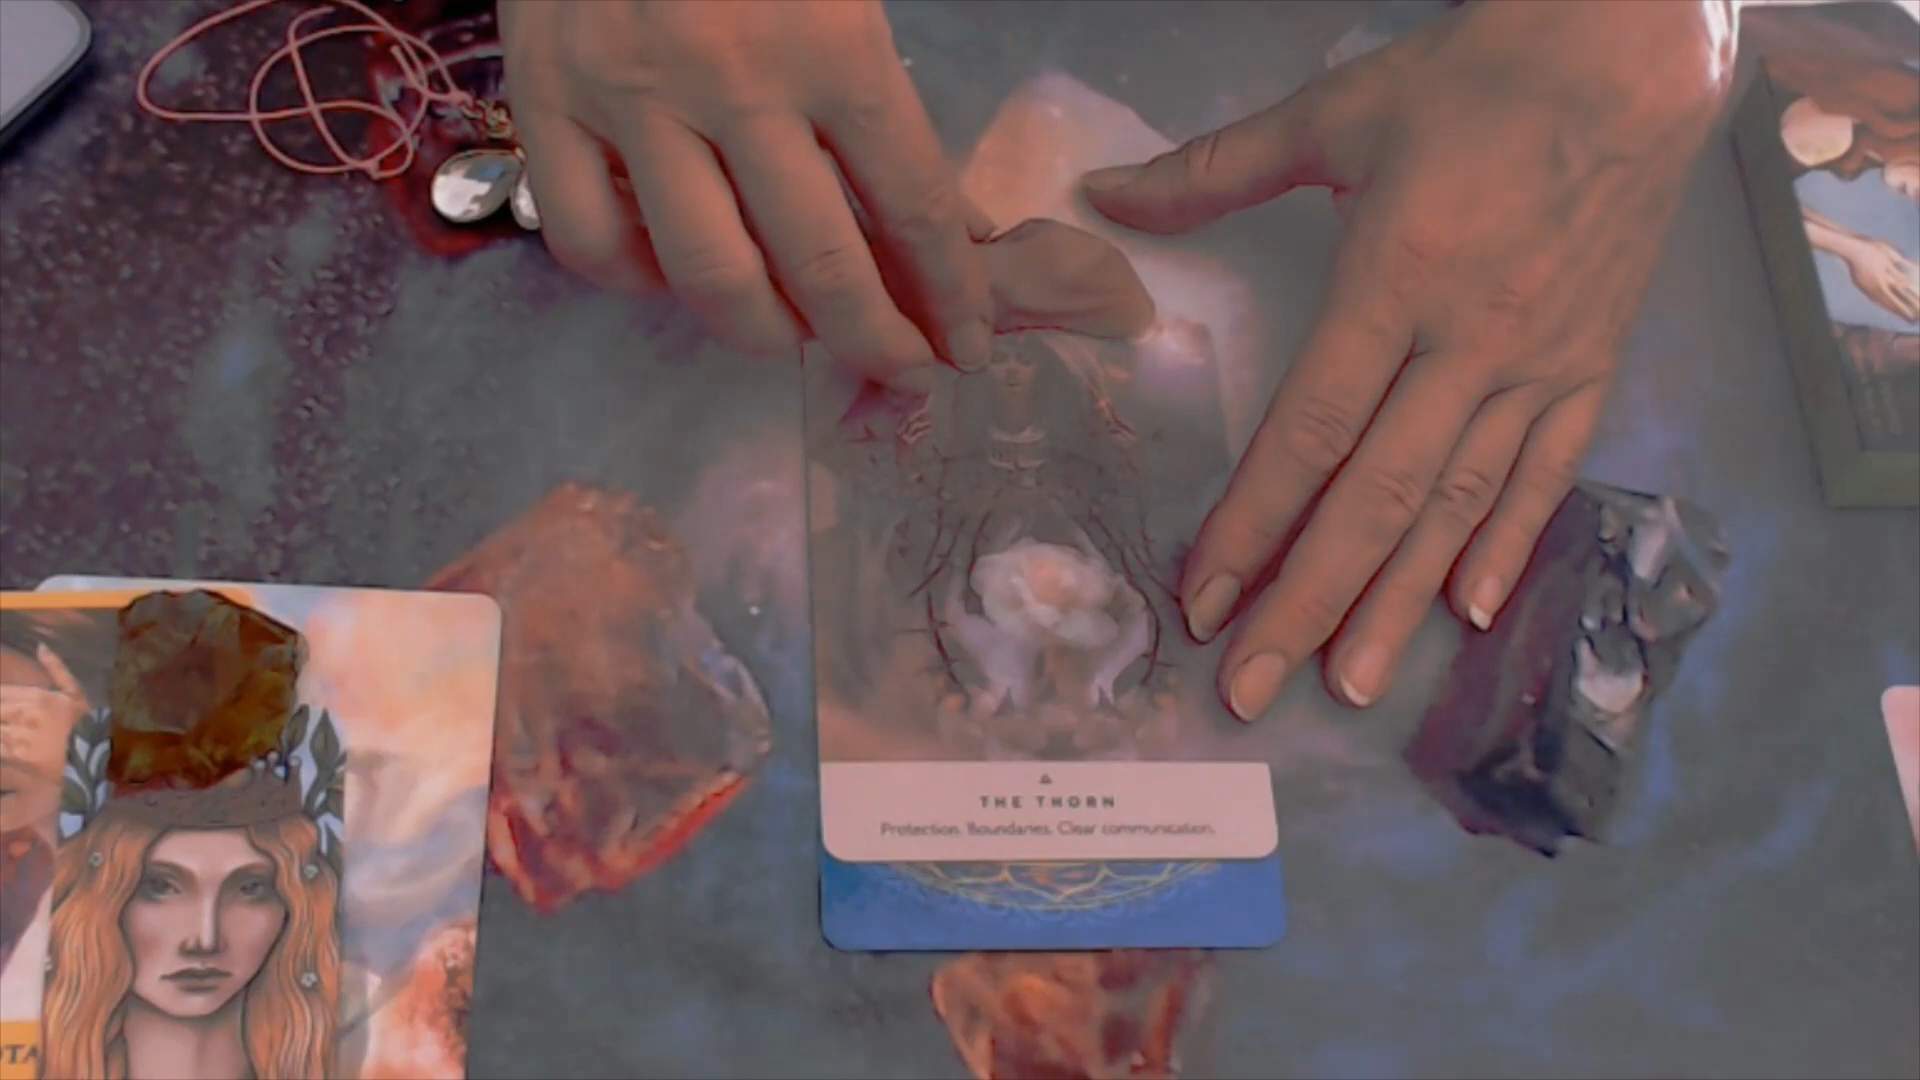 THE THORN
Protection. Boundaries. Clear communication.